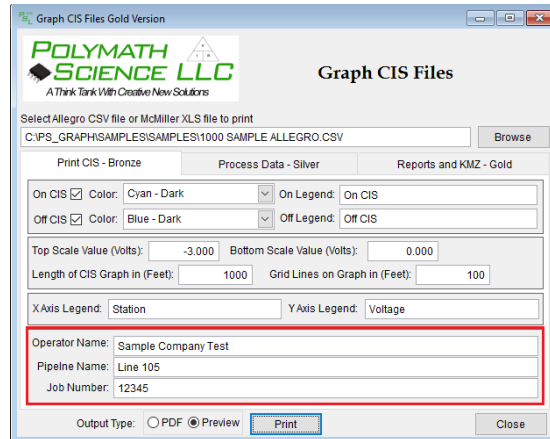 Graph CIS Files Gold Version
POLYMATH
SCIENCE LLC
A Think Tank With Creative New Solutions
Graph CIS Files
Select Allegro CSV file or McMiller XLS file to print
C:\PS_GRAPH\SAMPLES\SAMPLES\1000 SAMPLE ALLEGRO.CSV Browse
Print CIS - Bronze Process Data - Silver Reports and KMZ - Gold
On CIS Color: Cyan - Dark On Legend: On CIS
Off CIS Color: Blue - Dark Off Legend: Off CIS
Top Scale Value (Volts): -3.000 Bottom Scale Value (Volts): 0.000
Length of CIS Graph in (Feet): 1000 Grid Lines on Graph in (Feet): 100
X Axis Legend: Station Y Axis Legend: Voltage
Operator Name: Sample Company Test
Pipelne Name: Line 105
Job Number: 12345
Output Type: PDF Preview Print Close